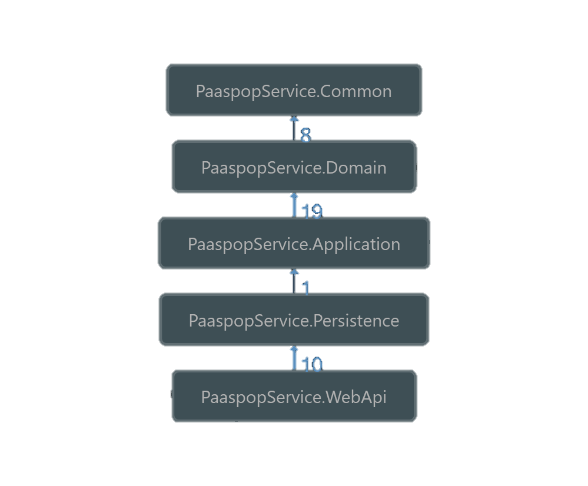 PaaspopService.Common
8
PaaspopService.Domain
19
PaaspopService.Application
1
PaaspopService.Persistence
10
PaaspopService.WebApi